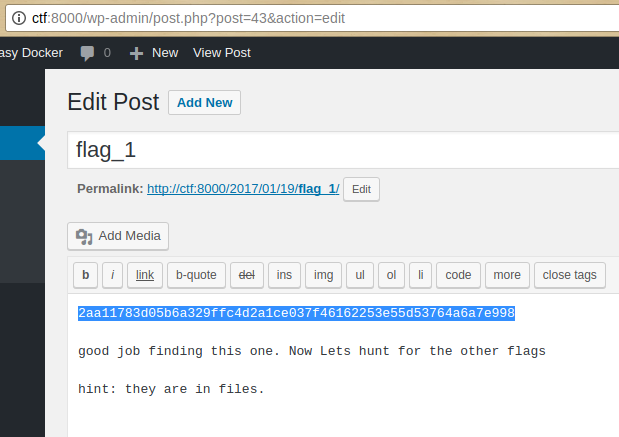 ctf:8000/wp-admin/post.php?post=43&action=edit
asy Docker 0 New View Post
Edit Post Add New
flag_1
Permalink: http://ctf:8000/2017/01/19/flag_1/ Edit
Add Media
b i link b-quote del ins img ul ol li code more close tags
2aa11783d05b6a329ffc4d2a1ce037f46162253e55d53764a6a7e998
good job finding this one. Now Lets hunt for the other flags
hint: they are in files.